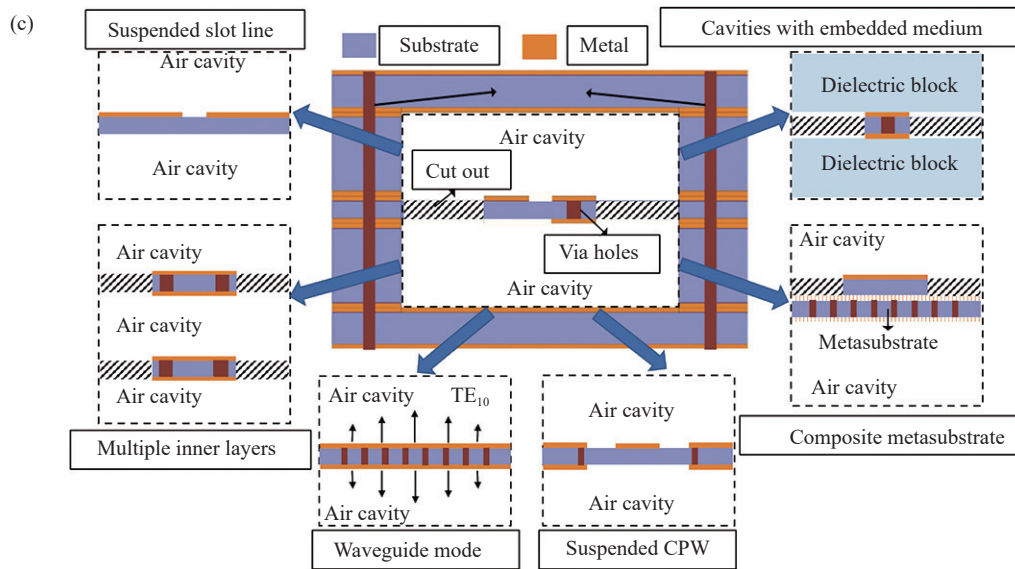 (c)
Suspended slot line
Air cavity
Air cavity
Substrate
Metal
Cavities with embedded medium
Dielectric block
Dielectric block
Air cavity
Cut out
Via holes
Air cavity
Air cavity
Air cavity
Air cavity
Multiple inner layers
Air cavity
Metasubstrate
Air cavity
Composite metasubstrate
Air cavity TE₁₀
Air cavity
Waveguide mode
Air cavity
Air cavity
Suspended CPW